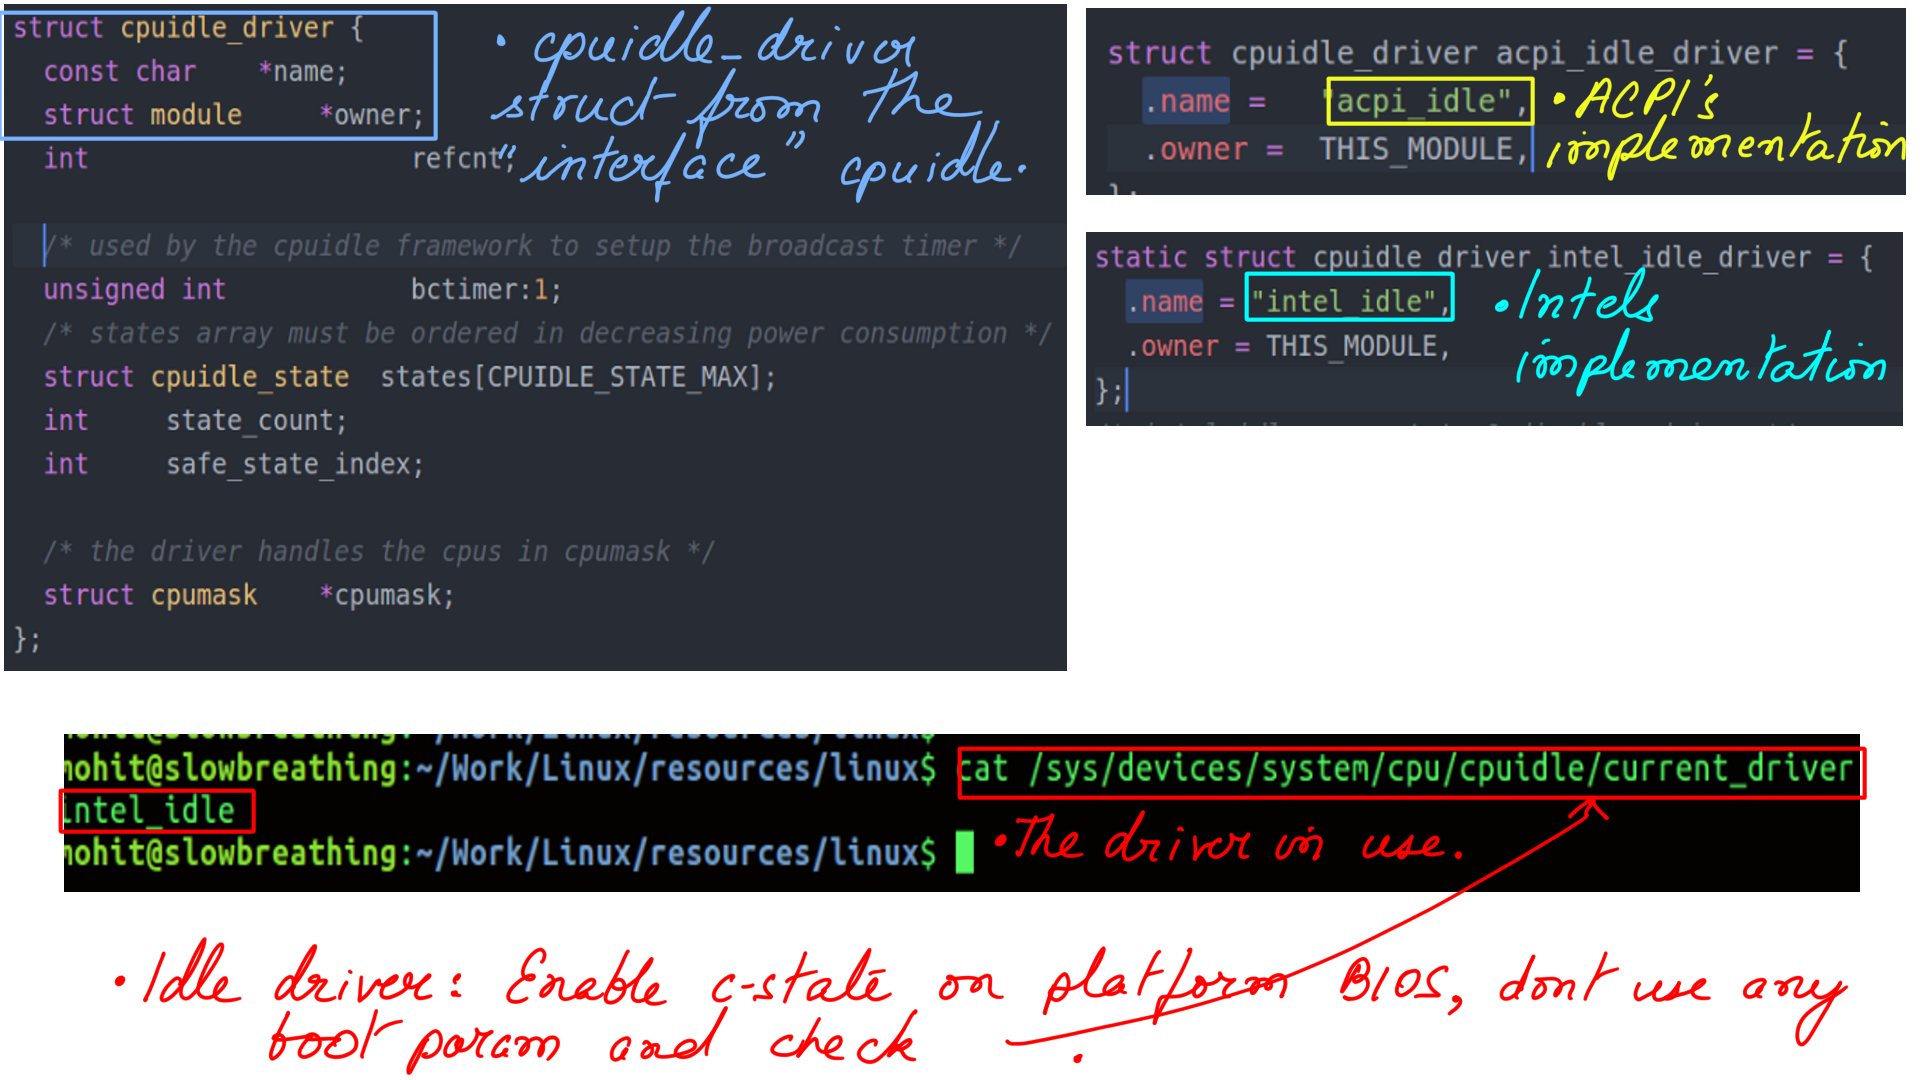 struct cpuidle_driver {
const char *name;
struct module *owner;
int refcnt;
/* used by the cpuidle framework to setup the broadcast timer */
unsigned int bctimer:1;
/* states array must be ordered in decreasing power consumption */
struct cpuidle_state states[CPUIDLE_STATE_MAX];
int state_count;
int safe_state_index;
/* the driver handles the cpus in cpumask */
struct cpumask *cpumask;
};
• cpuidle_driver
struct from the
"interface" cpuidle.
struct cpuidle_driver acpi_idle_driver = {
.name = "acpi_idle",
.owner = THIS_MODULE,
};
• ACPI's
implementation
static struct cpuidle_driver intel_idle_driver = {
.name = "intel_idle",
.owner = THIS_MODULE,
};
• Intels
implementation
mohit@slowbreathing:~/Work/Linux/resources/linux$ cat /sys/devices/system/cpu/cpuidle/current_driver
intel_idle
mohit@slowbreathing:~/Work/Linux/resources/linux$
• The driver in use.
• Idle driver: Enable c-state on platform BIOS, dont use any
boot param and check .